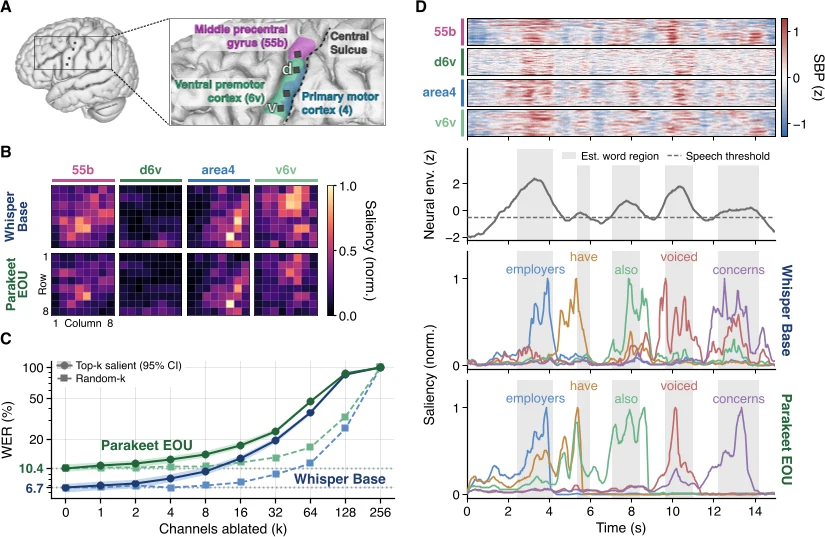 A
Middle precentral
gyrus (55b)
Central
Sulcus
d
Ventral premotor
cortex (6v)
Primary motor
cortex (4)
v
B
55b d6v area4 v6v
Whisper
Base
Parakeet
EOU
1
Row
8
1 Column 8
1.0
0.5
0.0
Saliency (norm.)
C
Top-k salient (95% CI)
Random-k
WER (%)
100
50
20
10.4
6.7
Parakeet EOU
Whisper Base
0 1 2 4 8 16 32 64 128 256
Channels ablated (k)
D
55b
d6v
area4
v6v
1
0
−1
SBP (z)
Est. word region Speech threshold
Neural env. (z)
2
0
−2
employers have also voiced concerns
1
0
Whisper Base
Saliency (norm.)
employers have also voiced concerns
1
0
Parakeet EOU
0 2 4 6 8 10 12 14
Time (s)